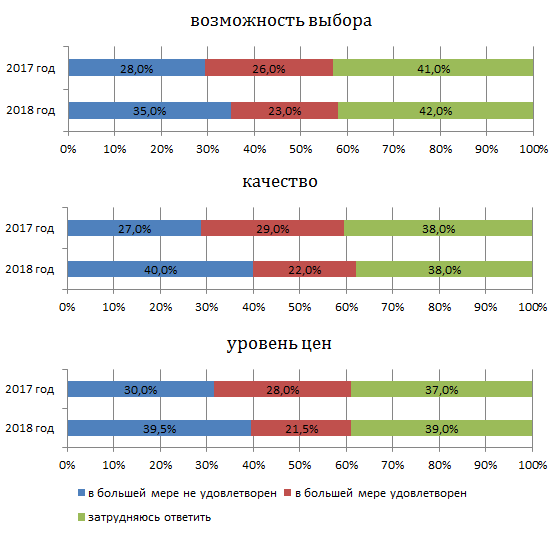 возможность выбора
2017 год 28,0% 26,0% 41,0%
2018 год 35,0% 23,0% 42,0%
0% 10% 20% 30% 40% 50% 60% 70% 80% 90% 100%
качество
2017 год 27,0% 29,0% 38,0%
2018 год 40,0% 22,0% 38,0%
0% 10% 20% 30% 40% 50% 60% 70% 80% 90% 100%
уровень цен
2017 год 30,0% 28,0% 37,0%
2018 год 39,5% 21,5% 39,0%
0% 10% 20% 30% 40% 50% 60% 70% 80% 90% 100%
в большей мере не удовлетворен в большей мере удовлетворен
затрудняюсь ответить